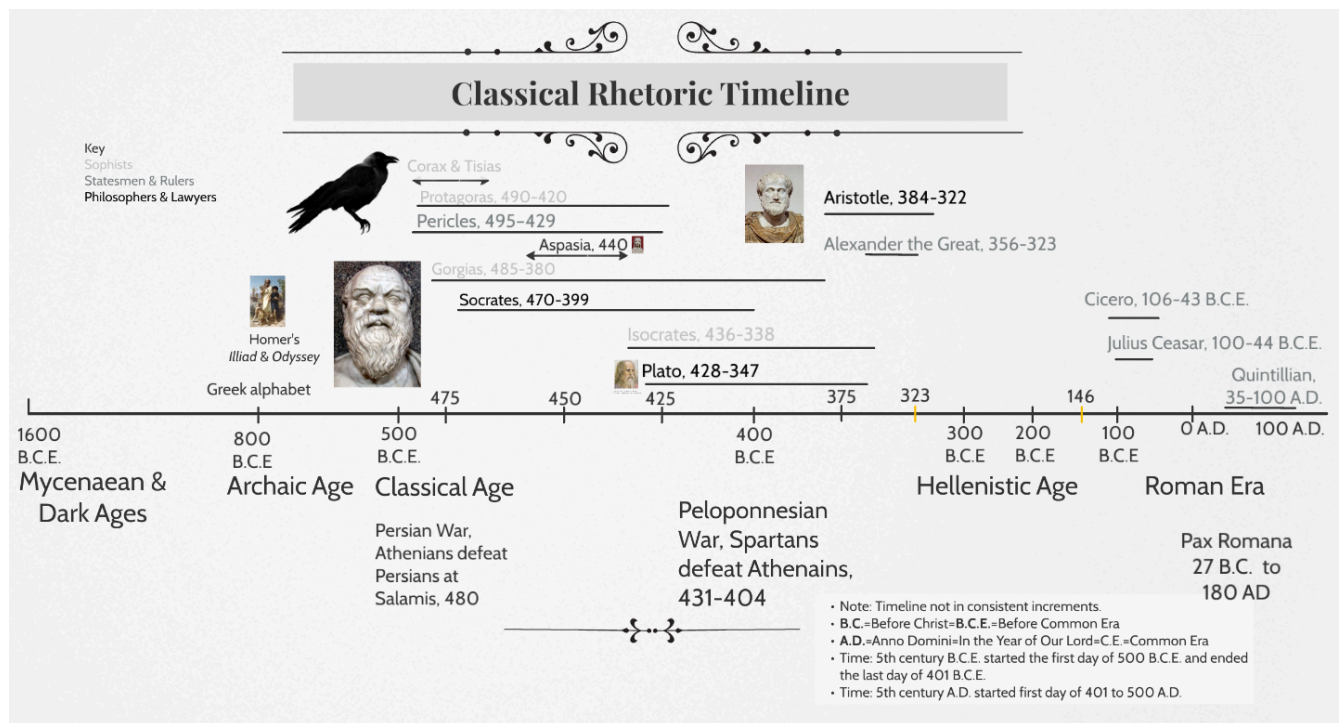 Classical Rhetoric Timeline
Key
Sophists
Statesmen & Rulers
Philosophers & Lawyers
Corax & Tisias
Protagoras, 490-420
Pericles, 495-429
Aspasia, 440
Gorgias, 485-380
Socrates, 470-399
Isocrates, 436-338
Plato, 428-347
Aristotle, 384-322
Alexander the Great, 356-323
Cicero, 106-43 B.C.E.
Julius Ceasar, 100-44 B.C.E.
Quintillian,
35-100 A.D.
Homer's
Illiad & Odyssey
Greek alphabet
475
450
425
375
323
146
1600
B.C.E.
800
B.C.E
500
B.C.E.
400
B.C.E
300
B.C.E
200
B.C.E
100
B.C.E
0 A.D.
100 A.D.
Mycenaean &
Dark Ages
Archaic Age
Classical Age
Hellenistic Age
Roman Era
Persian War,
Athenians defeat
Persians at
Salamis, 480
Peloponnesian
War, Spartans
defeat Athenains,
431-404
Pax Romana
27 B.C. to
180 AD
• Note: Timeline not in consistent increments.
• B.C.=Before Christ=B.C.E.=Before Common Era
• A.D.=Anno Domini=In the Year of Our Lord=C.E.=Common Era
• Time: 5th century B.C.E. started the first day of 500 B.C.E. and ended
the last day of 401 B.C.E.
• Time: 5th century A.D. started first day of 401 to 500 A.D.